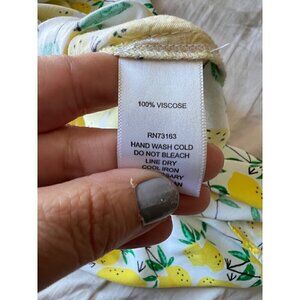 100% VISCOSE
RN73163
HAND WASH COLD
DO NOT BLEACH
LINE DRY
COOL IRON